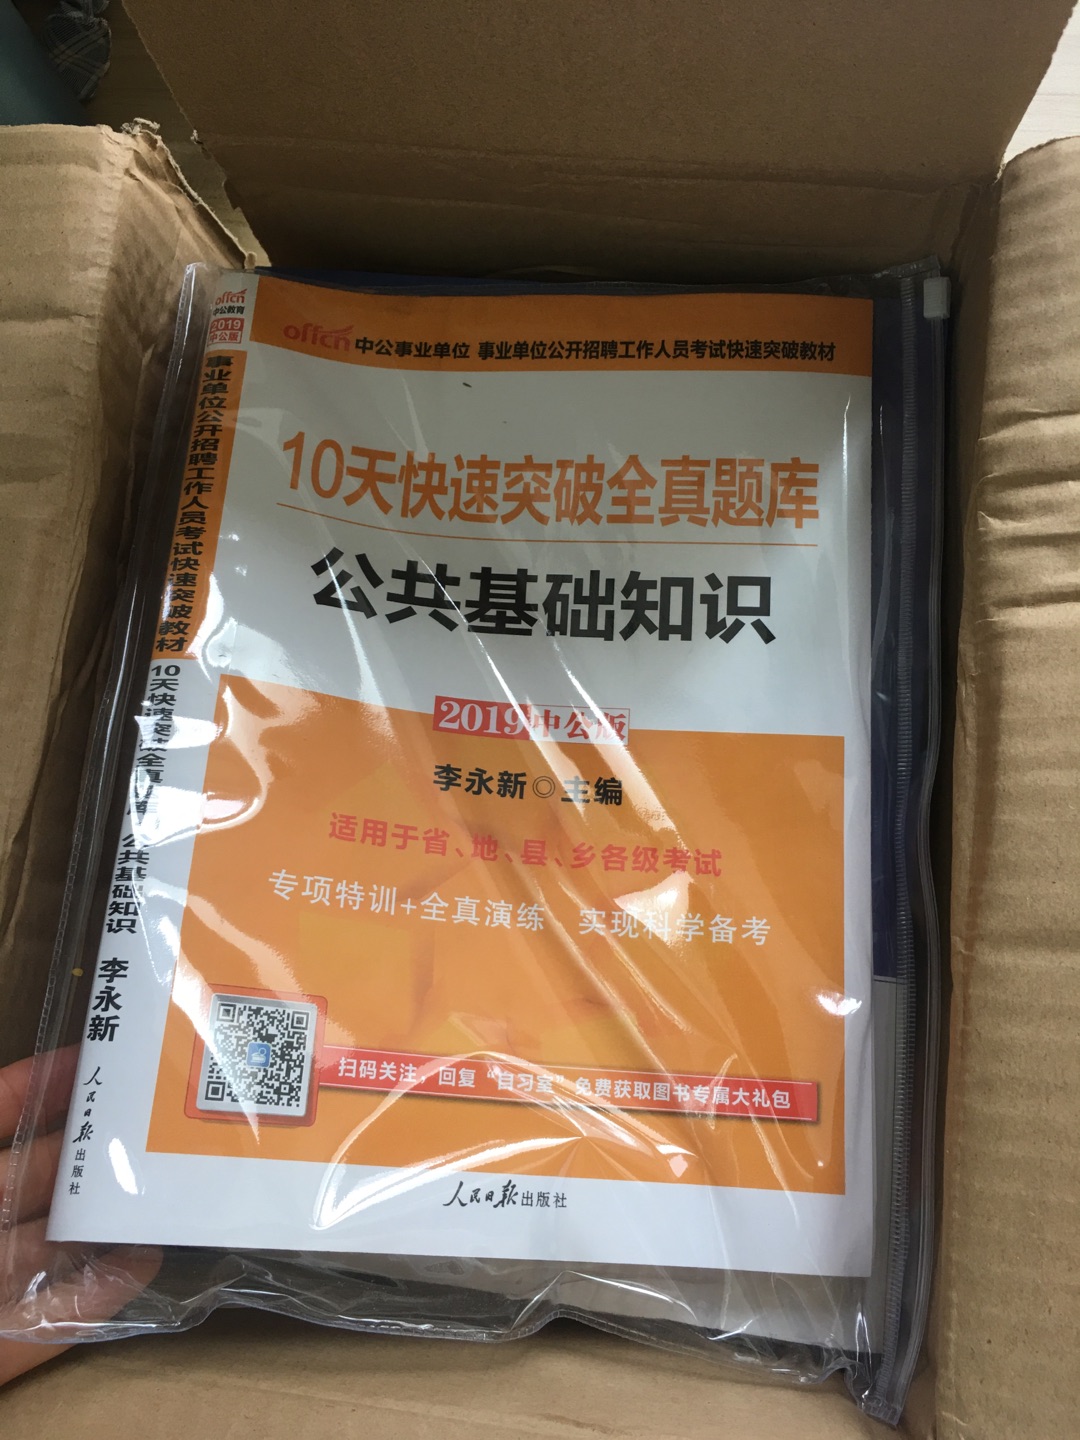 offcn
中公教育
2019
中公版
事业单位公开招聘工作人员考试快速突破教材
10天快速突破全真题库 公共基础知识
李永新
人民日报出版社
offcn 中公事业单位 事业单位公开招聘工作人员考试快速突破教材
10天快速突破全真题库
公共基础知识
2019中公版
李永新◎主编
适用于省、地、县、乡各级考试
专项特训+全真演练 实现科学备考
扫码关注，回复“自习室”免费获取图书专属大礼包
人民日报出版社